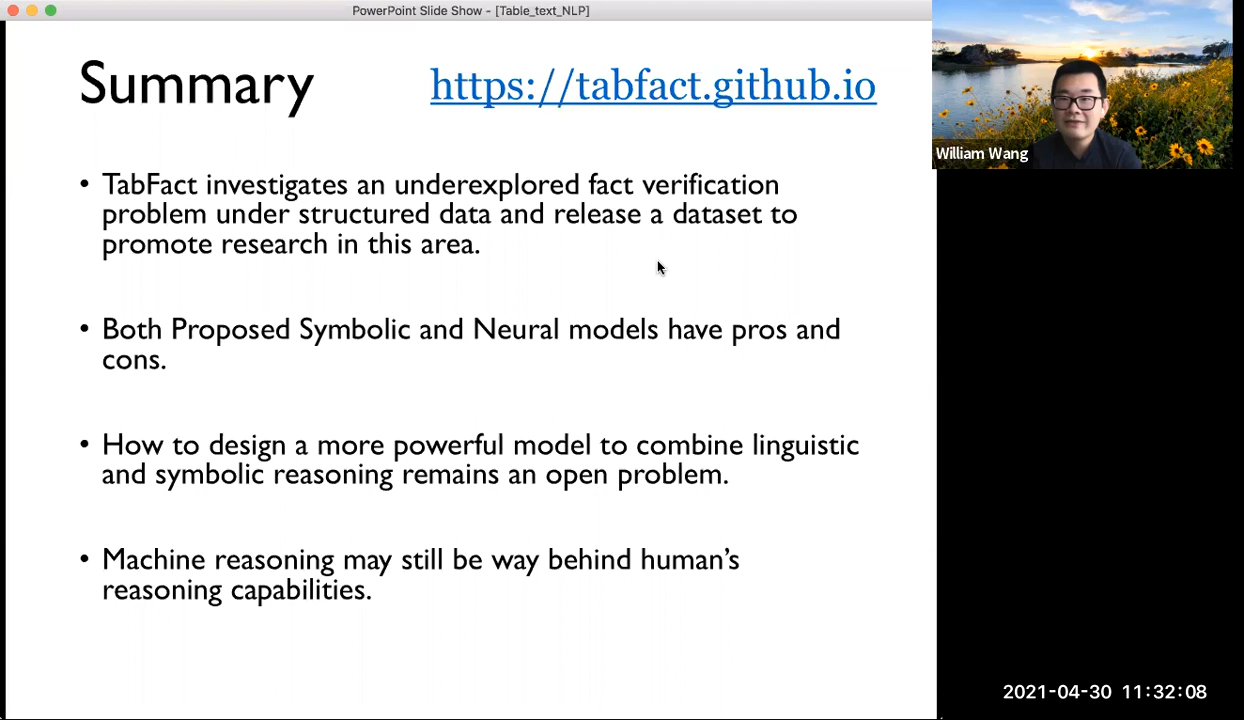 PowerPoint Slide Show - [Table_text_NLP]
Summary
https://tabfact.github.io
William Wang
• TabFact investigates an underexplored fact verification
problem under structured data and release a dataset to
promote research in this area.
• Both Proposed Symbolic and Neural models have pros and
cons.
• How to design a more powerful model to combine linguistic
and symbolic reasoning remains an open problem.
• Machine reasoning may still be way behind human’s
reasoning capabilities.
2021-04-30 11:32:08